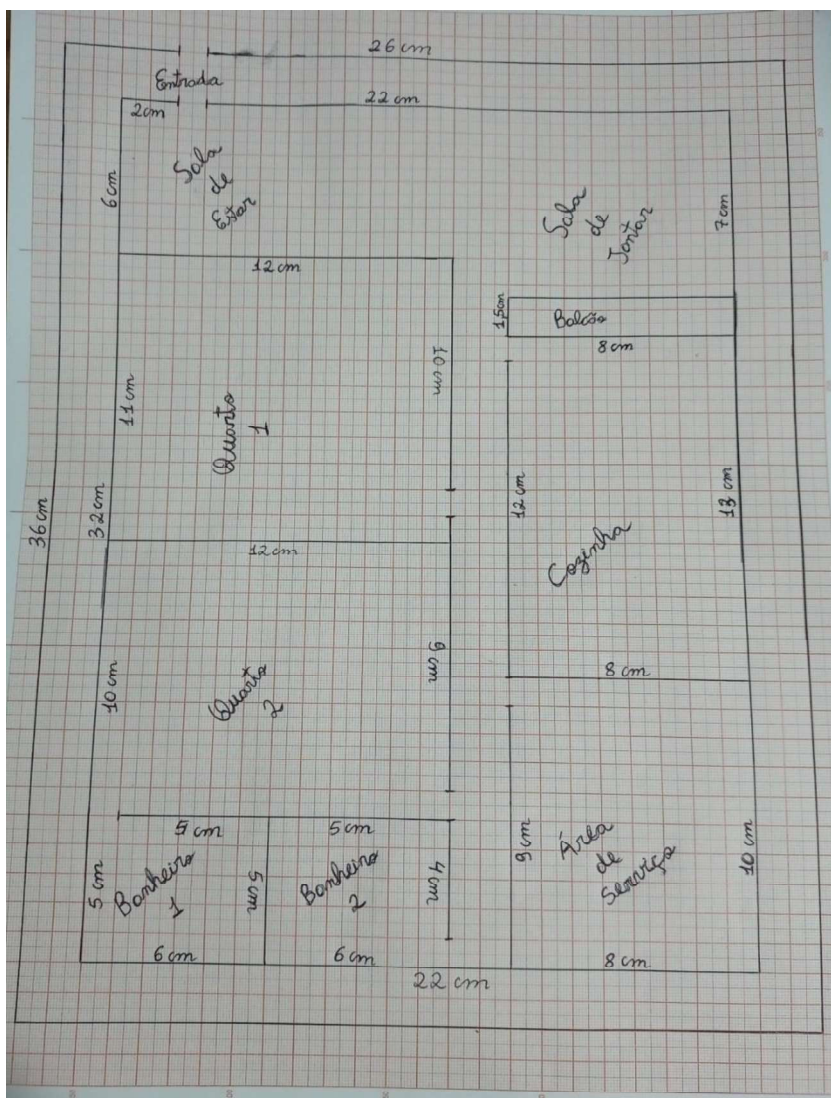 26 cm
Entrada
2cm
22 cm
Sala
de
Estar
6cm
Sala
de
Jantar
7cm
12 cm
1,5cm
Balcão
8 cm
10 cm
11 cm
Quarto
1
12 cm
13 cm
36 cm
32 cm
12 cm
Cozinha
9 cm
8 cm
10 cm
Quarto
2
5 cm
5cm
5 cm
Banheiro
1
5 cm
Banheiro
2
4 cm
9 cm
Área
de
Serviço
10 cm
6 cm
6 cm
22 cm
8 cm